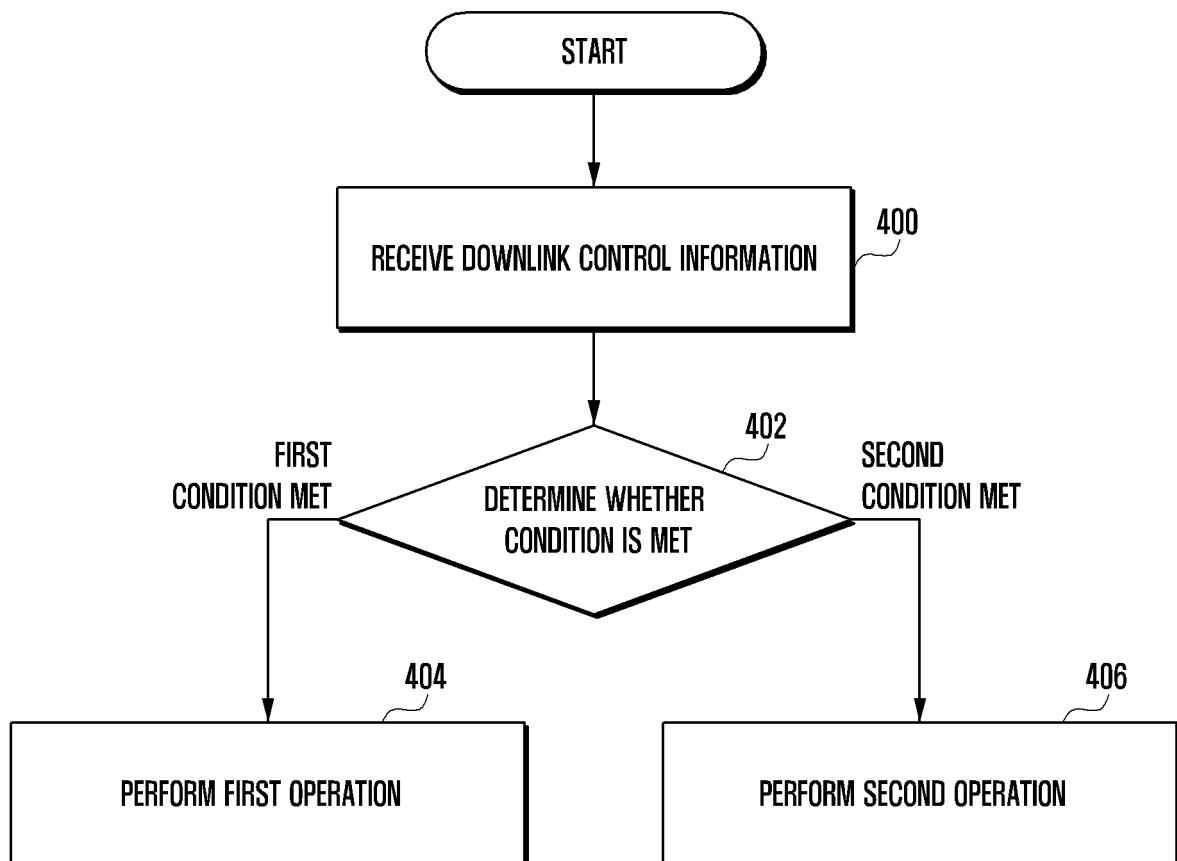 START
RECEIVE DOWNLINK CONTROL INFORMATION
400
402
FIRST
CONDITION MET
SECOND
CONDITION MET
DETERMINE WHETHER
CONDITION IS MET
404
406
PERFORM FIRST OPERATION
PERFORM SECOND OPERATION